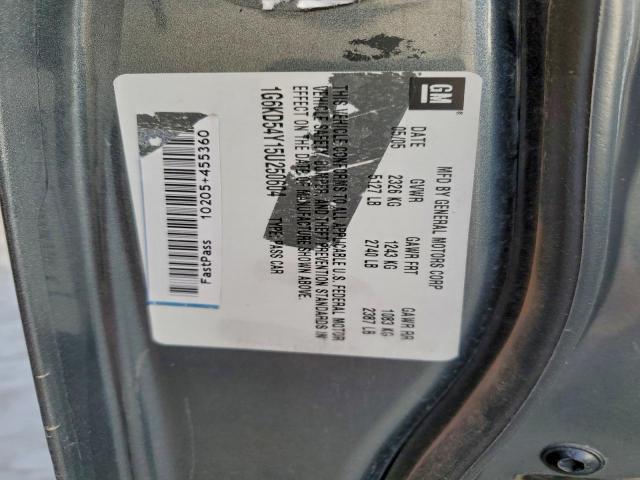 GM
MFD BY GENERAL MOTORS CORP
DATE GVWR GAWR FRT GAWR RR
05/05 2326 KG 1243 KG 1083 KG
5127 LB 2740 LB 2387 LB
THIS VEHICLE CONFORMS TO ALL APPLICABLE U.S. FEDERAL MOTOR
VEHICLE SAFETY, BUMPER, AND THEFT PREVENTION STANDARDS IN
EFFECT ON THE DATE OF MANUFACTURE SHOWN ABOVE.
1G6KD54Y15U250604 TYPE: PASS CAR
10205+455360
FastPass